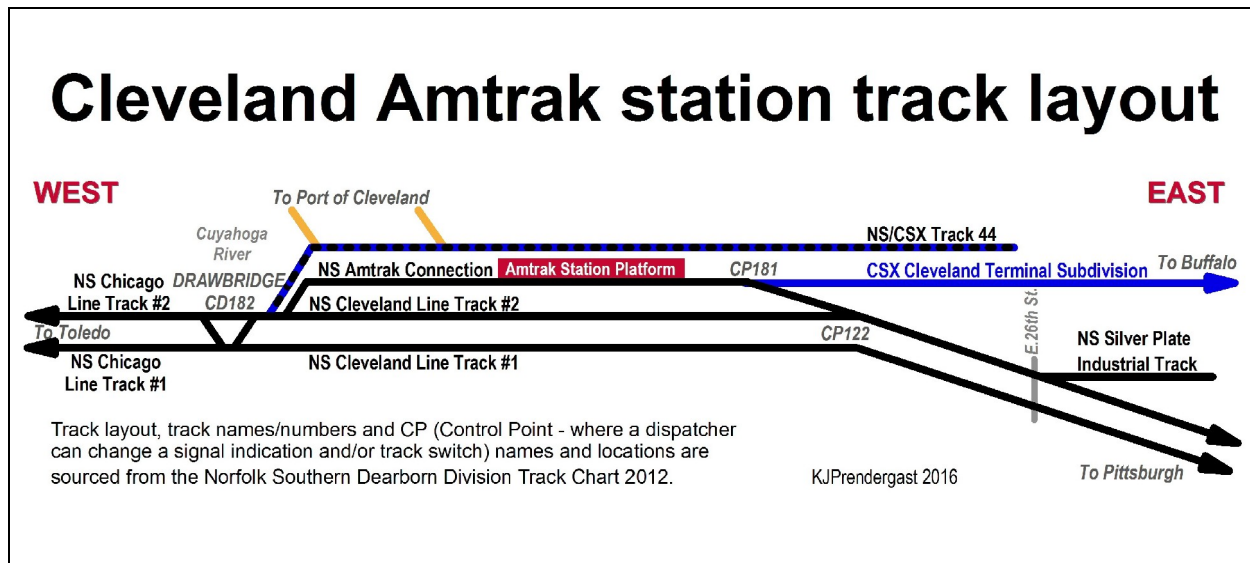 Cleveland Amtrak station track layout
WEST
EAST
To Port of Cleveland
Cuyahoga
River
DRAWBRIDGE
CD182
NS/CSX Track 44
NS Chicago
Line Track #2
NS Amtrak Connection
Amtrak Station Platform
CP181
CSX Cleveland Terminal Subdivision
To Buffalo
NS Cleveland Line Track #2
To Toledo
CP122
E.26th St.
NS Chicago
Line Track #1
NS Cleveland Line Track #1
NS Silver Plate
Industrial Track
Track layout, track names/numbers and CP (Control Point - where a dispatcher
can change a signal indication and/or track switch) names and locations are
sourced from the Norfolk Southern Dearborn Division Track Chart 2012.
KJPrendergast 2016
To Pittsburgh